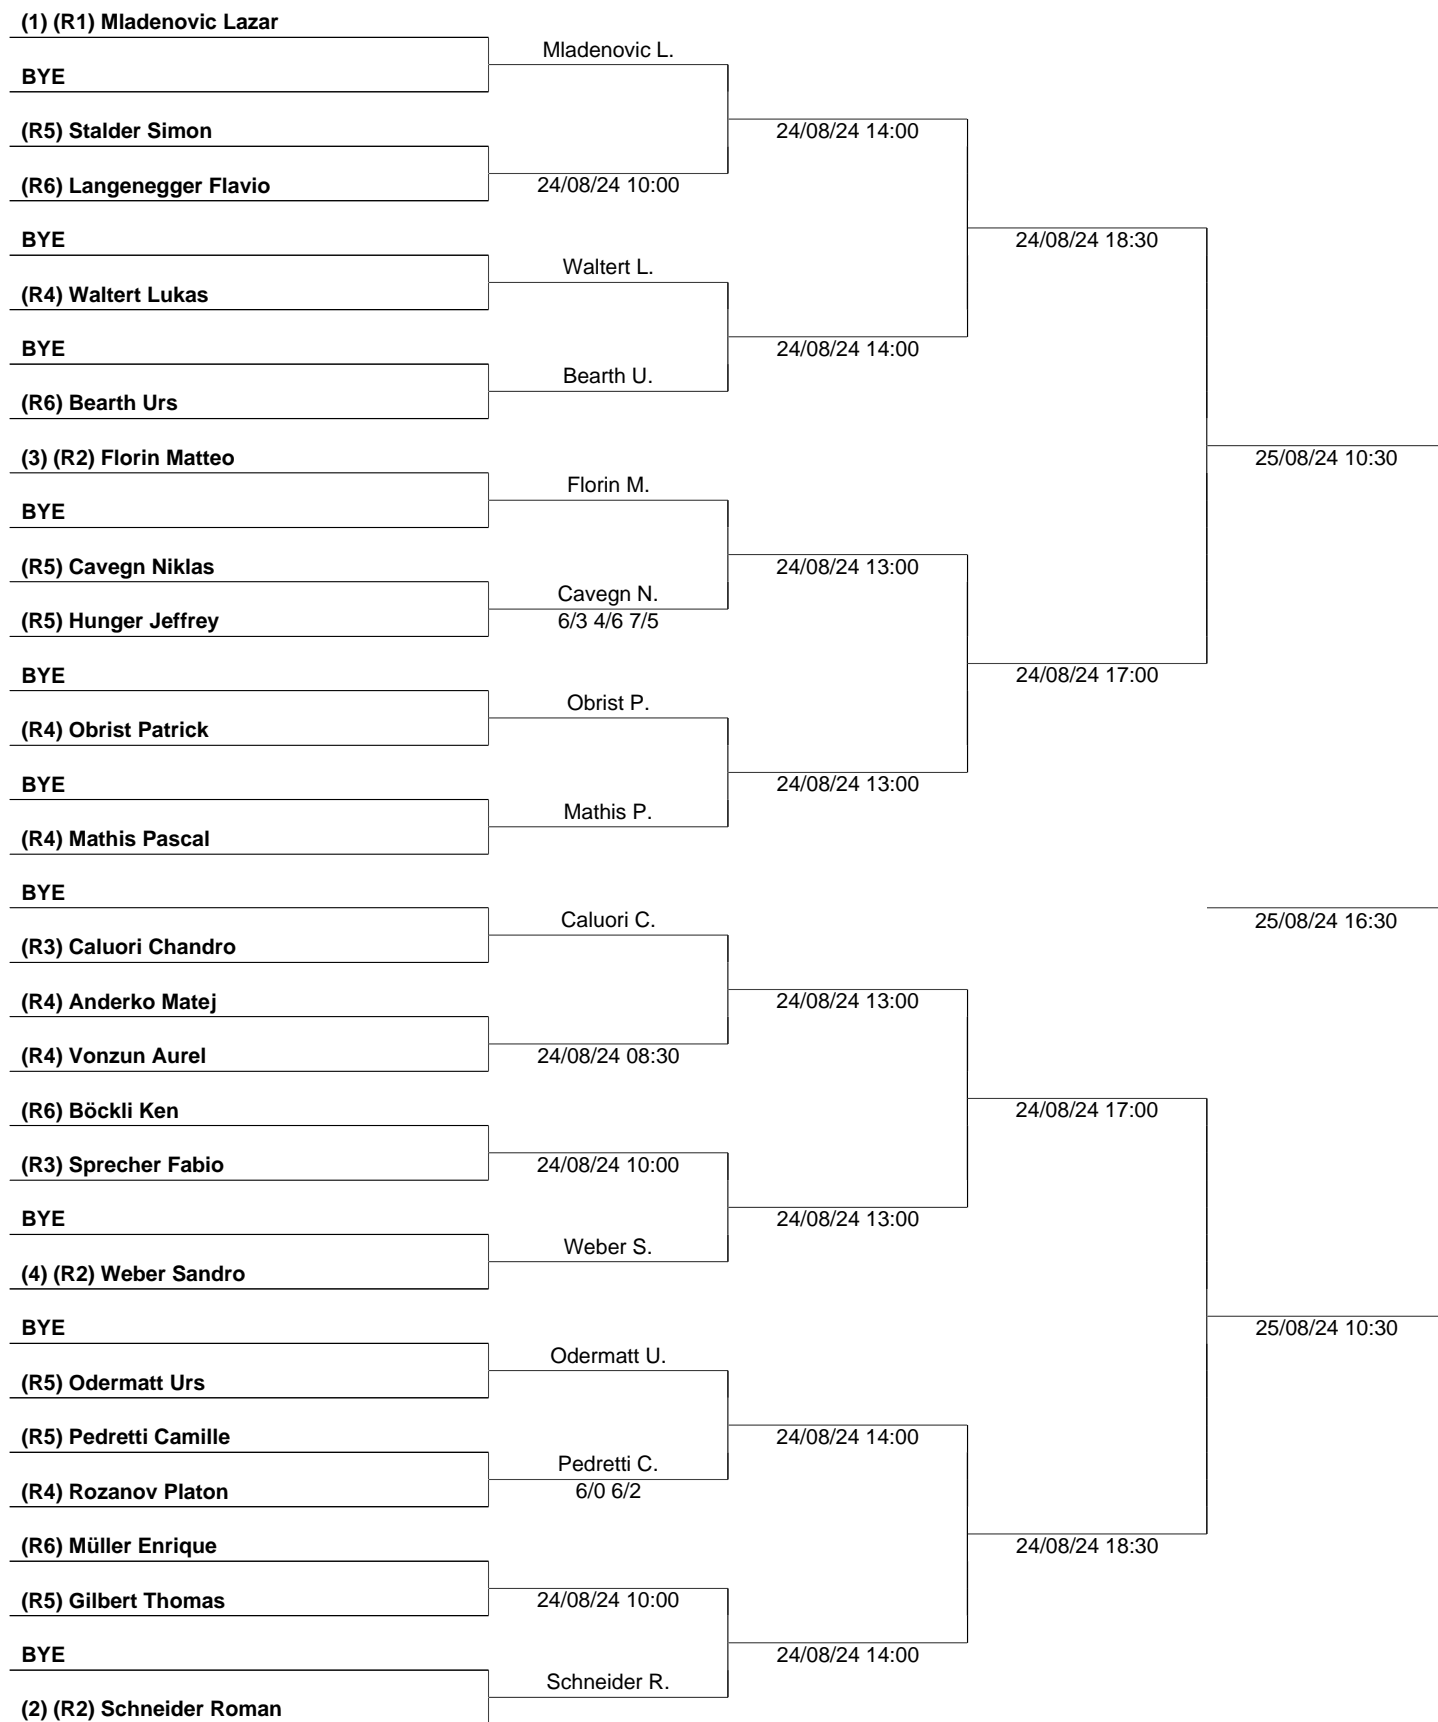 (1) (R1) Mladenovic Lazar
Mladenovic L.
BYE
(R5) Stalder Simon
24/08/24 14:00
(R6) Langenegger Flavio
24/08/24 10:00
BYE
24/08/24 18:30
Waltert L.
(R4) Waltert Lukas
BYE
24/08/24 14:00
Bearth U.
(R6) Bearth Urs
(3) (R2) Florin Matteo
25/08/24 10:30
Florin M.
BYE
(R5) Cavegn Niklas
24/08/24 13:00
Cavegn N.
(R5) Hunger Jeffrey
6/3 4/6 7/5
BYE
24/08/24 17:00
Obrist P.
(R4) Obrist Patrick
BYE
24/08/24 13:00
Mathis P.
(R4) Mathis Pascal
BYE
Caluori C.
25/08/24 16:30
(R3) Caluori Chandro
(R4) Anderko Matej
24/08/24 13:00
(R4) Vonzun Aurel
24/08/24 08:30
(R6) Böckli Ken
24/08/24 17:00
(R3) Sprecher Fabio
24/08/24 10:00
BYE
24/08/24 13:00
Weber S.
(4) (R2) Weber Sandro
BYE
25/08/24 10:30
Odermatt U.
(R5) Odermatt Urs
(R5) Pedretti Camille
24/08/24 14:00
Pedretti C.
(R4) Rozanov Platon
6/0 6/2
(R6) Müller Enrique
24/08/24 18:30
(R5) Gilbert Thomas
24/08/24 10:00
BYE
24/08/24 14:00
Schneider R.
(2) (R2) Schneider Roman